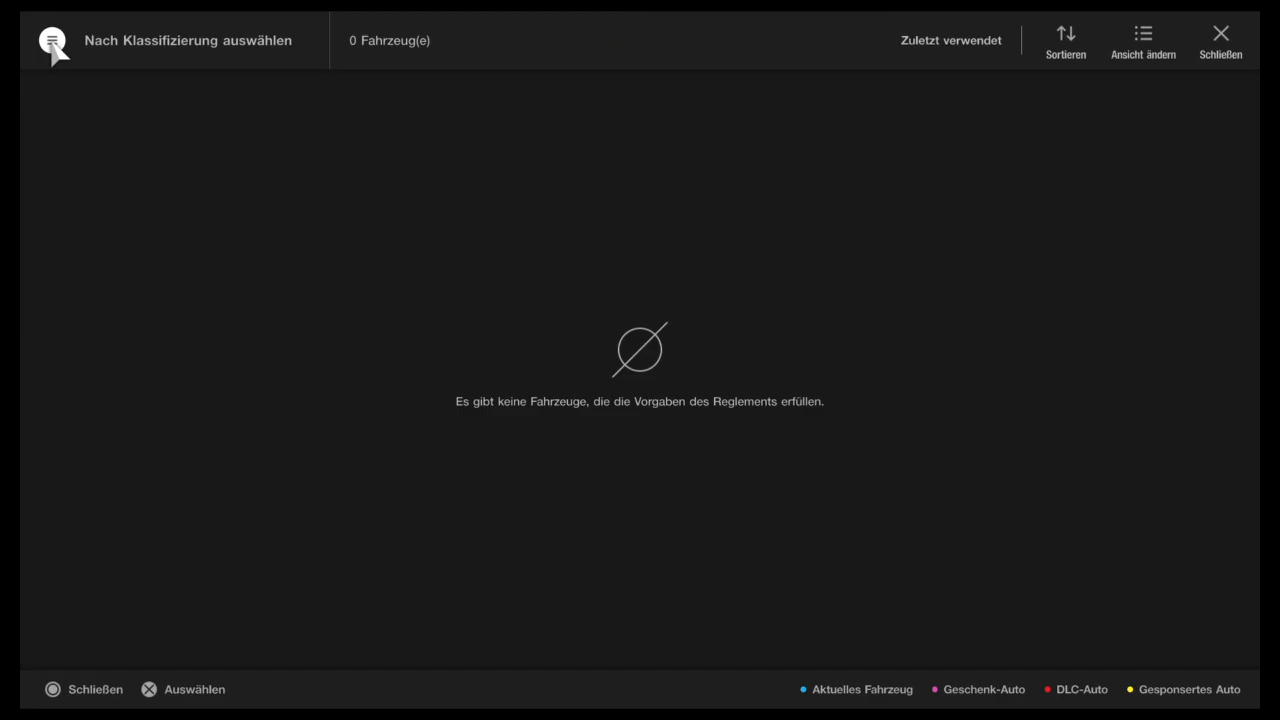 Nach Klassifizierung auswählen
0 Fahrzeug(e)
Zuletzt verwendet
Sortieren
Ansicht ändern
Schließen
Es gibt keine Fahrzeuge, die die Vorgaben des Reglements erfüllen.
Schließen
Auswählen
Aktuelles Fahrzeug
Geschenk-Auto
DLC-Auto
Gesponsertes Auto